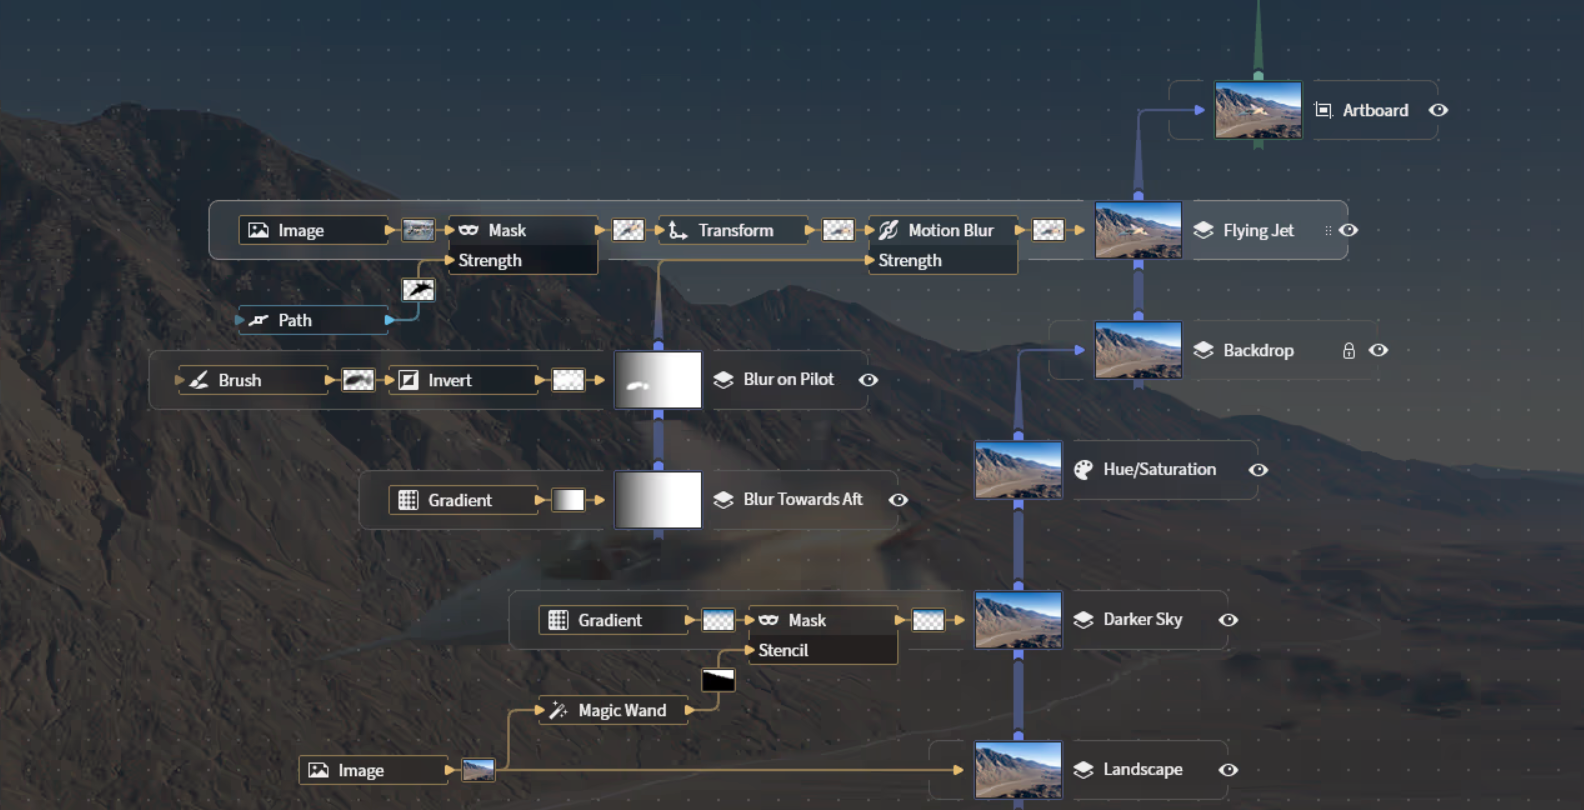 Artboard
Image
Mask
Transform
Motion Blur
Flying Jet
Strength
Strength
Path
Backdrop
Brush
Invert
Blur on Pilot
Hue/Saturation
Gradient
Blur Towards Aft
Gradient
Mask
Darker Sky
Stencil
Magic Wand
Image
Landscape